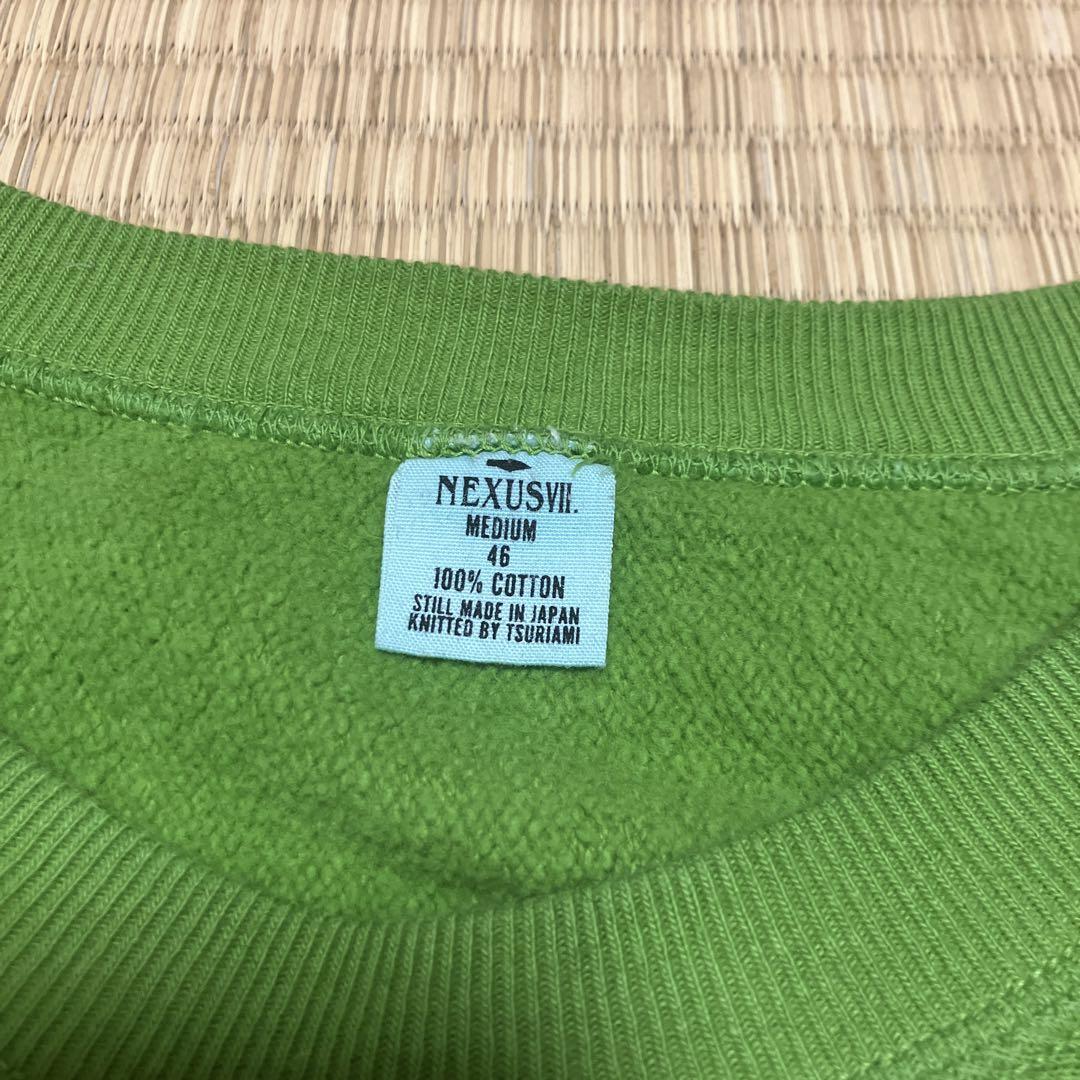 NEXUSVII.
MEDIUM
46
100% COTTON
STILL MADE IN JAPAN
KNITTED BY TSURIAMI